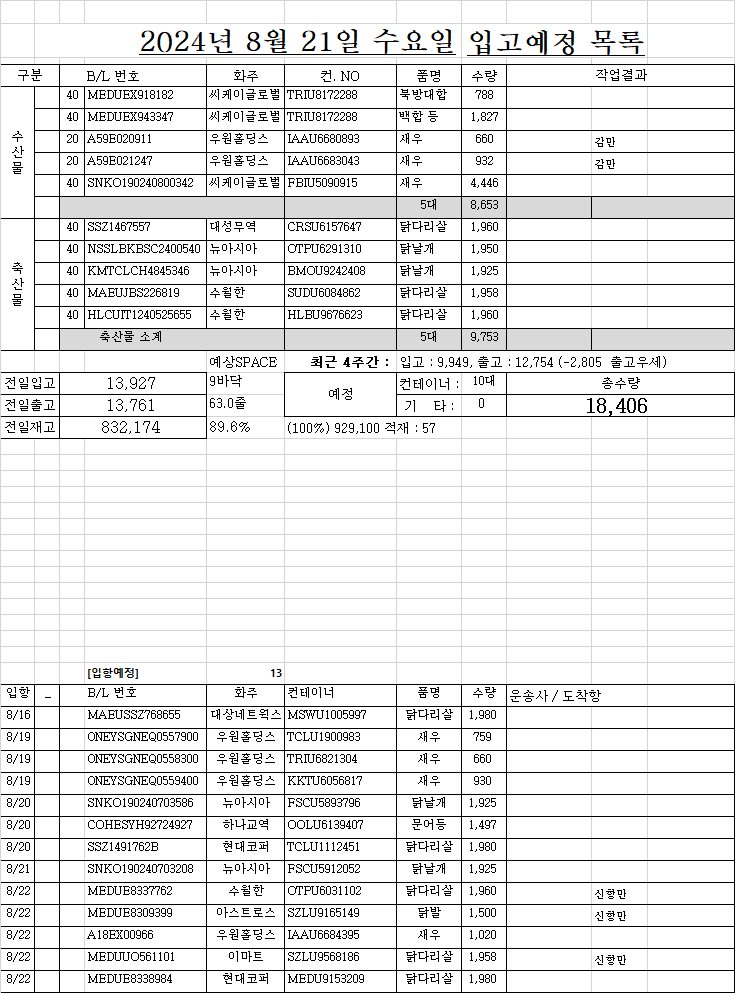 2024년 8월 21일 수요일 입고예정 목록
구분 B/L 번호 화주 컨. NO 품명 수량 작업결과
수산물
40 MEDUEX918182 씨케이글로벌 TRIU8172288 북방대합 788
40 MEDUEX943347 씨케이글로벌 TRIU8172288 백합 등 1,827
20 A59E020911 우원홀딩스 IAAU6680893 새우 660 감만
20 A59E021247 우원홀딩스 IAAU6683043 새우 932 감만
40 SNKO190240800342 씨케이글로벌 FBIU5090915 새우 4,446
5대 8,653
축산물
40 SSZ1467557 대성무역 CRSU6157647 닭다리살 1,960
40 NSSLBKBSC2400540 뉴아시아 OTPU6291310 닭날개 1,950
40 KMTCLCH4845346 뉴아시아 BMOU9242408 닭날개 1,925
40 MAEUJBS226819 수월한 SUDU6084862 닭다리살 1,958
40 HLCUIT1240525655 수월한 HLBU9676623 닭다리살 1,960
축산물 소계 5대 9,753
예상SPACE 최근 4주간 : 입고 : 9,949, 출고 : 12,754 (-2,805 출고우세)
전일입고 13,927 9바닥 예정 컨테이너 : 10대 총수량
전일출고 13,761 63.0줄 기 타 : 0 18,406
전일재고 832,174 89.6% (100%) 929,100 적재 : 57
[입항예정] 13
입항 _ B/L 번호 화주 컨테이너 품명 수량 운송사 / 도착항
8/16 MAEUSSZ768655 대상네트웍스 MSWU1005997 닭다리살 1,980
8/19 ONEYSGNEQ0557900 우원홀딩스 TCLU1900983 새우 759
8/19 ONEYSGNEQ0558300 우원홀딩스 TRIU6821304 새우 660
8/19 ONEYSGNEQ0559400 우원홀딩스 KKTU6056817 새우 930
8/20 SNKO190240703586 뉴아시아 FSCU5893796 닭날개 1,925
8/20 COHESYH92724927 하나교역 OOLU6139407 문어등 1,497
8/20 SSZ1491762B 현대코퍼 TCLU1112451 닭다리살 1,980
8/21 SNKO190240703208 뉴아시아 FSCU5912052 닭날개 1,925
8/22 MEDUE8337762 수월한 OTPU6031102 닭다리살 1,960 신항만
8/22 MEDUE8309399 아스트로스 SZLU9165149 닭발 1,500 신항만
8/22 A18EX00966 우원홀딩스 IAAU6684395 새우 1,020
8/22 MEDUUO561101 이마트 SZLU9568186 닭다리살 1,958 신항만
8/22 MEDUE8338984 현대코퍼 MEDU9153209 닭다리살 1,980